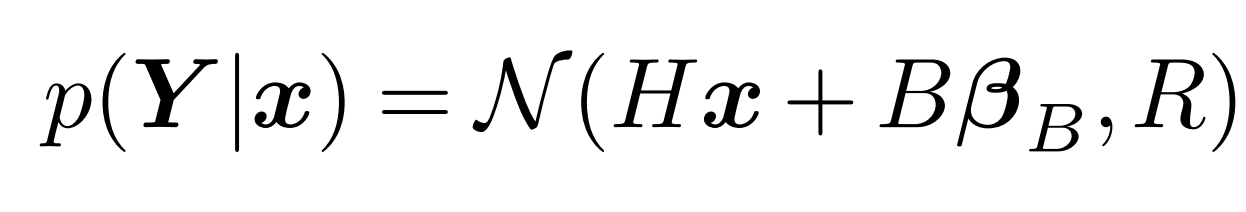 p(𝒀|𝒙) = 𝒩(H𝒙 + B𝜷_B, R)